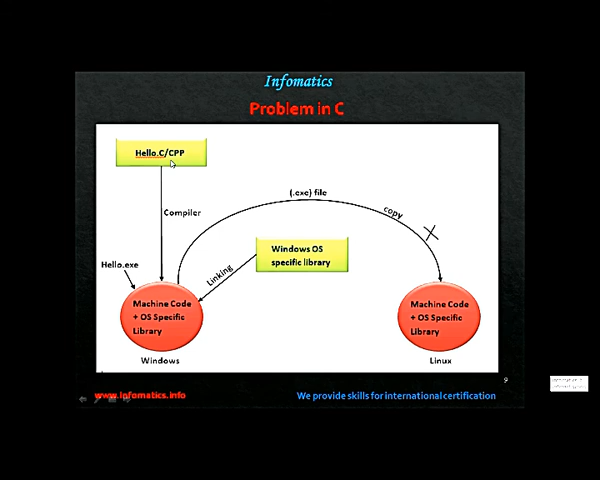 Infomatics
Problem in C
Hello.C/CPP
(.exe) file
copy
Compiler
Windows OS
specific library
Linking
Hello.exe
Machine Code
+ OS Specific
Library
Machine Code
+ OS Specific
Library
Windows
Linux
9
www.infomatics.info
We provide skills for international certification